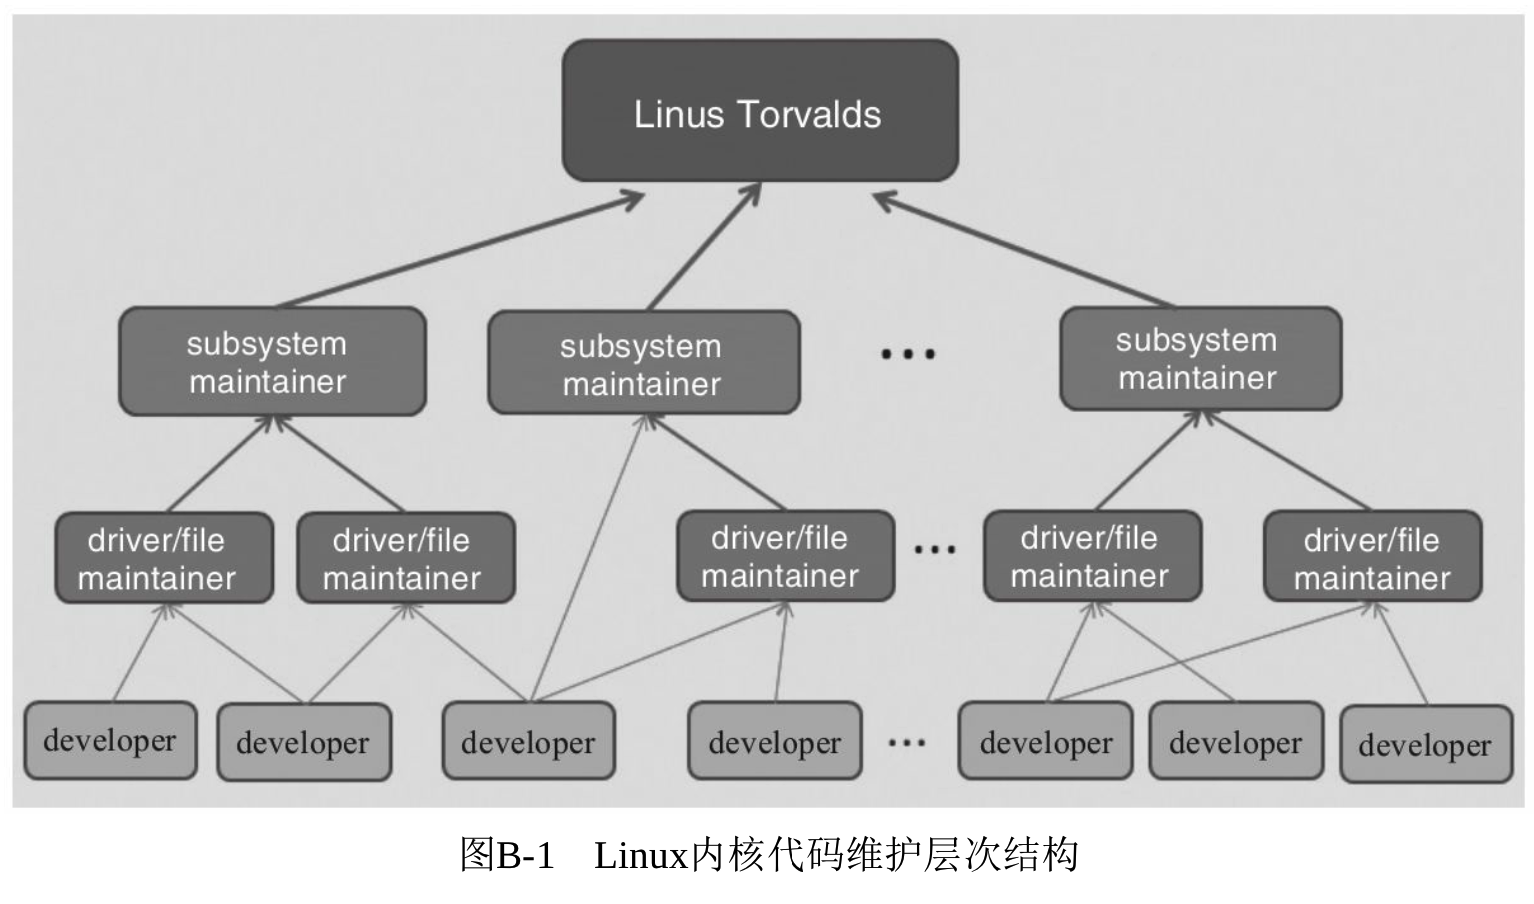 Linus Torvalds
subsystem
maintainer
subsystem
maintainer
...
subsystem
maintainer
driver/file
maintainer
driver/file
maintainer
driver/file
maintainer
...
driver/file
maintainer
driver/file
maintainer
developer
developer
developer
developer
...
developer
developer
developer
图B-1 Linux内核代码维护层次结构